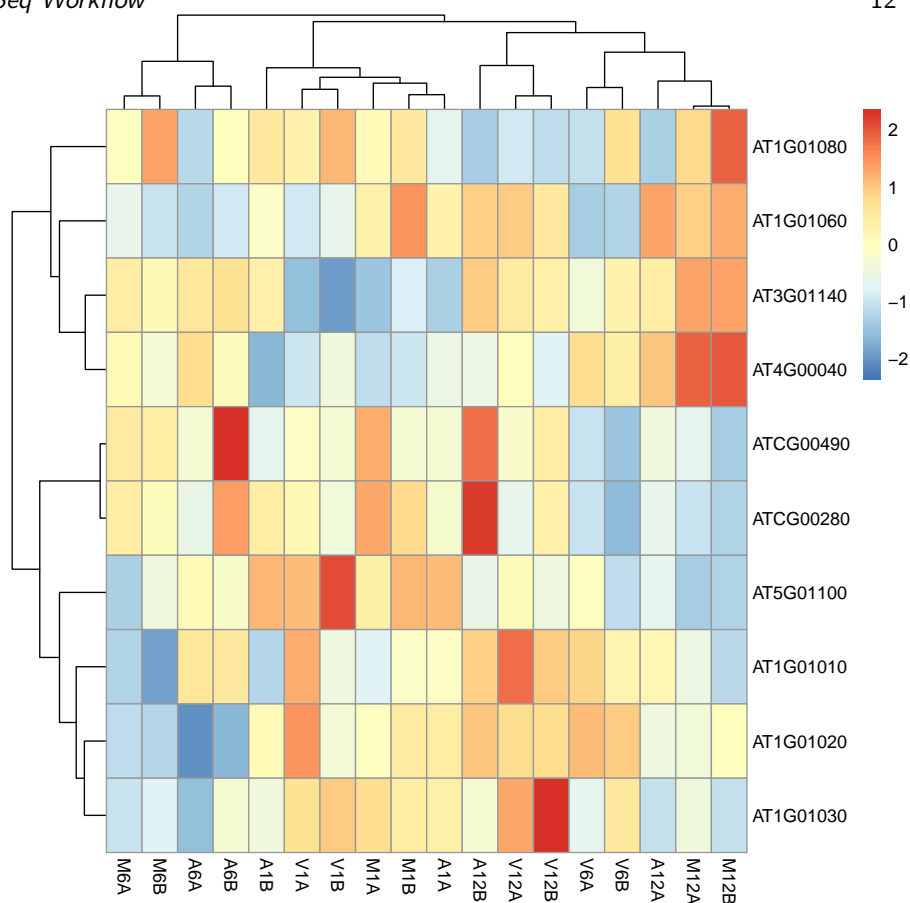 Seq Workflow 12
AT1G01080
AT1G01060
AT3G01140
AT4G00040
ATCG00490
ATCG00280
AT5G01100
AT1G01010
AT1G01020
AT1G01030
2
1
0
−1
−2
M6A M6B A6A A6B A1B V1A V1B M1A M1B A1A A12B V12A V12B V6A V6B A12A M12A M12B